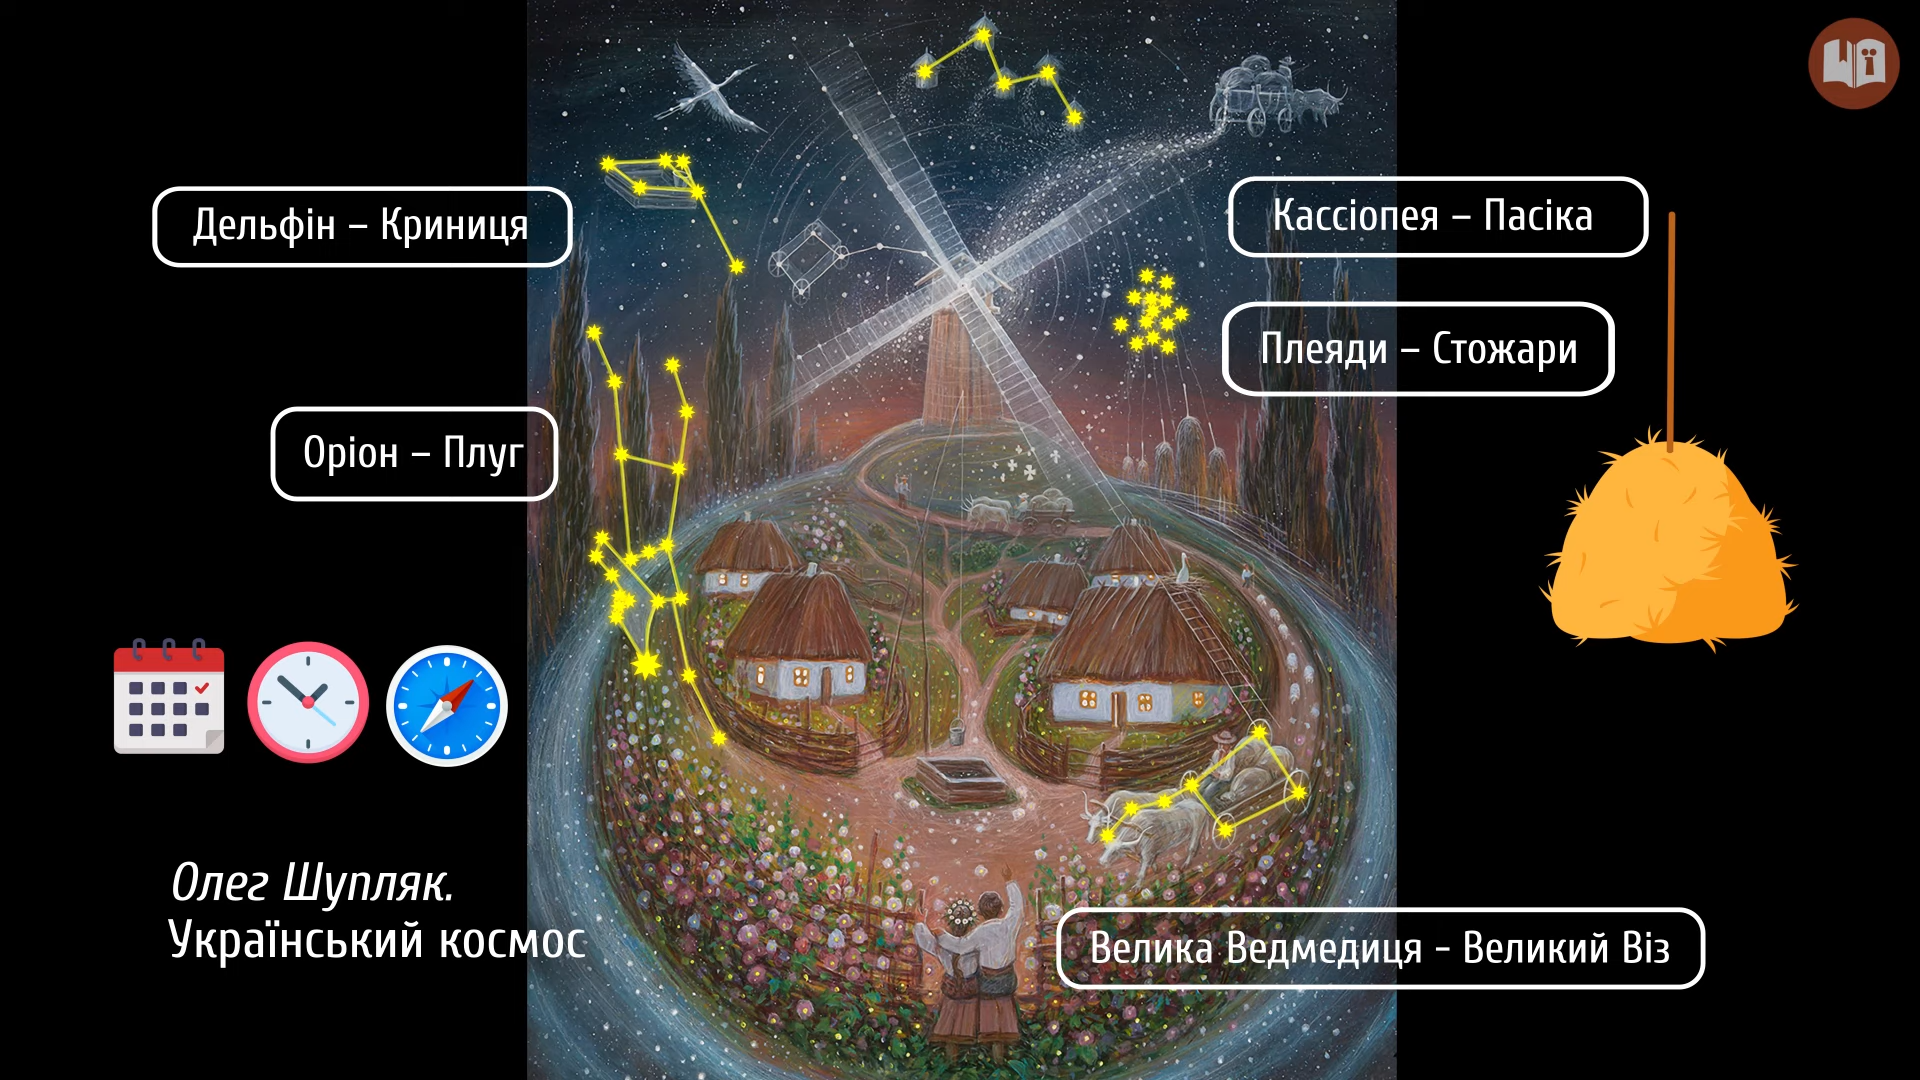 Дельфін – Криниця
Кассіопея – Пасіка
Плеяди – Стожари
Оріон – Плуг
Олег Шупляк.
Український космос
Велика Ведмедиця - Великий Віз